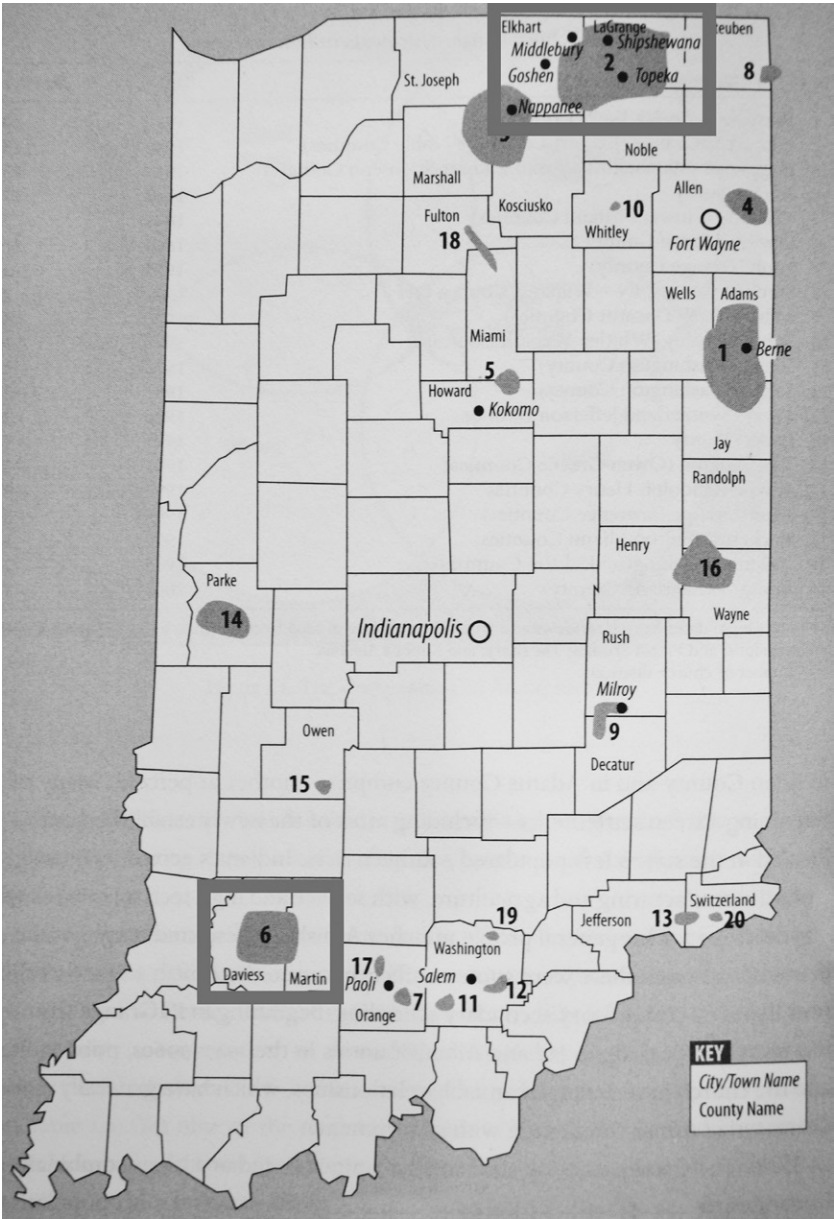 Elkhart
LaGrange
teuben
Middlebury
Shipshewana
2
8
Goshen
Topeka
St. Joseph
Nappanee
Noble
Marshall
Allen
4
Kosciusko
10
Fulton
Whitley
18
Fort Wayne
Wells
Adams
Miami
1
Berne
5
Howard
Kokomo
Jay
Randolph
Henry
16
Parke
14
Indianapolis
Wayne
Rush
Milroy
9
Owen
Decatur
15
Switzerland
19
Jefferson
13
20
6
Washington
17
Salem
Daviess
Martin
Paoli
12
7
11
Orange
KEY
City/Town Name
County Name